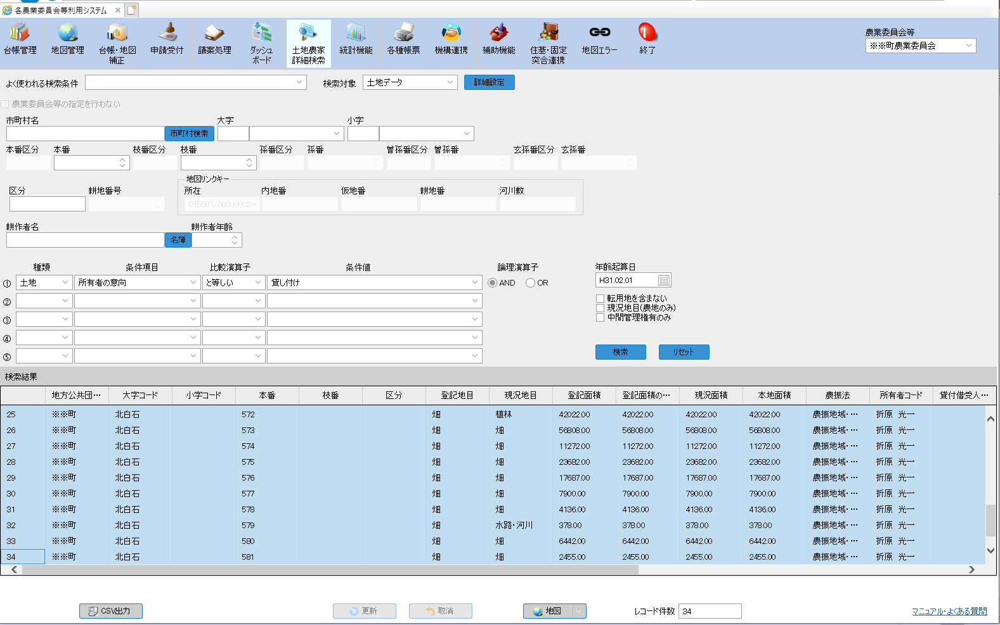 各農業委員会等利用システム
台帳管理 地図管理 台帳・地図補正 申請受付 議案処理 ダッシュボード 土地農家詳細検索 統計機能 各種帳票 機構連携 補助機能 住基・固定突合連携 地図エラー 終了
農業委員会等
※※町農業委員会
よく使われる検索条件 検索対象 土地データ 詳細設定
農業委員会等の指定を行わない
市町村名 大字 小字
市町村検索
本番区分 本番 枝番区分 枝番 孫番区分 孫番 曽孫番区分 曽孫番 玄孫番区分 玄孫番
地図リンクキー
区分 耕地番号 所在 内地番 仮地番 耕地番 河川敷
015601/00000002-(
耕作者名 耕作者年齢
名簿
種類 条件項目 比較演算子 条件値 論理演算子 年齢起算日
① 土地 所有者の意向 と等しい 貸し付け AND OR H31.02.01
②
③
④
⑤
転用地を含まない
現況地目(農地のみ)
中間管理権有のみ
検索 リセット
検索結果
地方公共団… 大字コード 小字コード 本番 枝番 区分 登記地目 現況地目 登記面積 登記面積の… 現況面積 本地面積 農振法 所有者コード 貸付借受人…
25 ※※町 北白石 572 畑 植林 42022.00 42022.00 42022.00 42022.00 農振地域・… 折原 光一
26 ※※町 北白石 573 畑 畑 56808.00 56808.00 56808.00 56808.00 農振地域・… 折原 光一
27 ※※町 北白石 574 畑 畑 11272.00 11272.00 11272.00 11272.00 農振地域・… 折原 光一
28 ※※町 北白石 575 畑 畑 23682.00 23682.00 23682.00 23682.00 農振地域・… 折原 光一
29 ※※町 北白石 576 畑 畑 17687.00 17687.00 17687.00 17687.00 農振地域・… 折原 光一
30 ※※町 北白石 577 畑 畑 7900.00 7900.00 7900.00 7900.00 農振地域・… 折原 光一
31 ※※町 北白石 578 畑 畑 4136.00 4136.00 4136.00 4136.00 農振地域・… 折原 光一
32 ※※町 北白石 579 畑 水路・河川 378.00 378.00 378.00 378.00 農振地域・… 折原 光一
33 ※※町 北白石 580 畑 畑 6442.00 6442.00 6442.00 6442.00 農振地域・… 折原 光一
34 ※※町 北白石 581 畑 畑 2455.00 2455.00 2455.00 2455.00 農振地域・… 折原 光一
CSV出力 更新 取消 地図 レコード件数 34 マニュアル・よくある質問